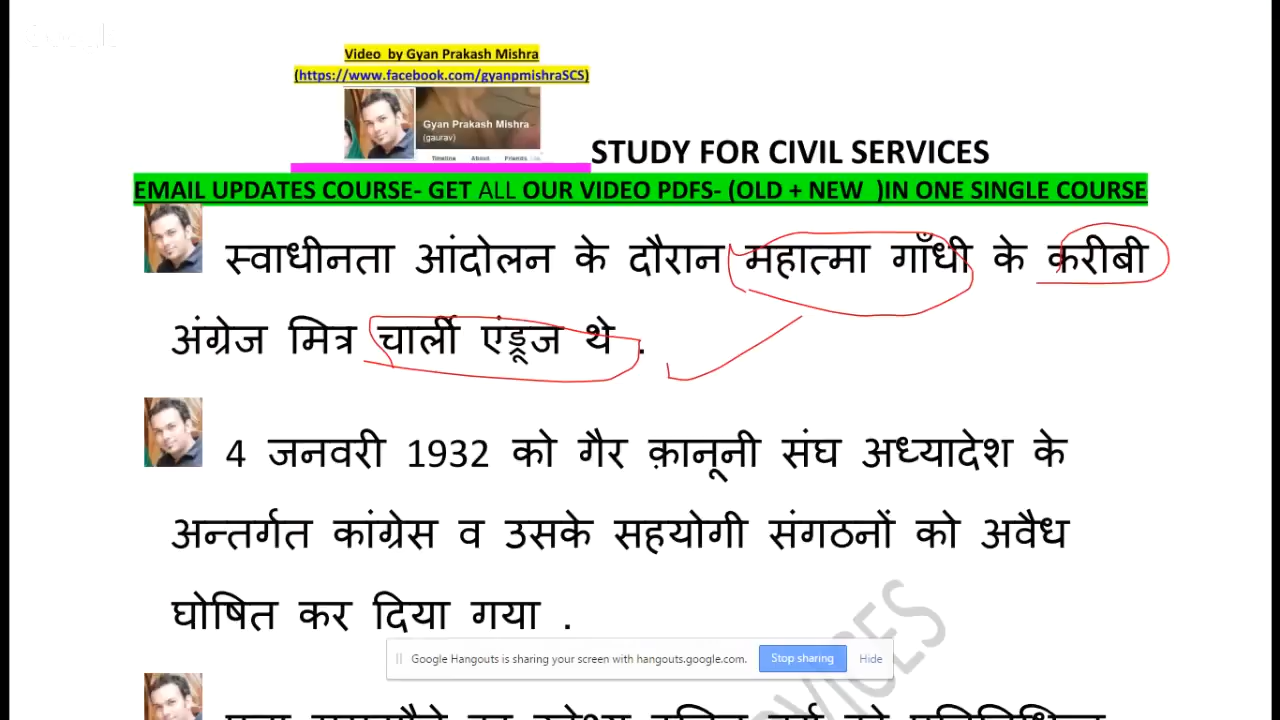 Video by Gyan Prakash Mishra
(https://www.facebook.com/gyanpmishraSCS)
Gyan Prakash Mishra
(gaurav)
Timeline About Friends
STUDY FOR CIVIL SERVICES
EMAIL UPDATES COURSE- GET ALL OUR VIDEO PDFS- (OLD + NEW )IN ONE SINGLE COURSE
स्वाधीनता आंदोलन के दौरान महात्मा गाँधी के करीबी
अंग्रेज मित्र चार्ली एंड्रूज थे .
4 जनवरी 1932 को गैर क़ानूनी संघ अध्यादेश के
अन्तर्गत कांग्रेस व उसके सहयोगी संगठनों को अवैध
घोषित कर दिया गया .
Google Hangouts is sharing your screen with hangouts.google.com.
Stop sharing
Hide